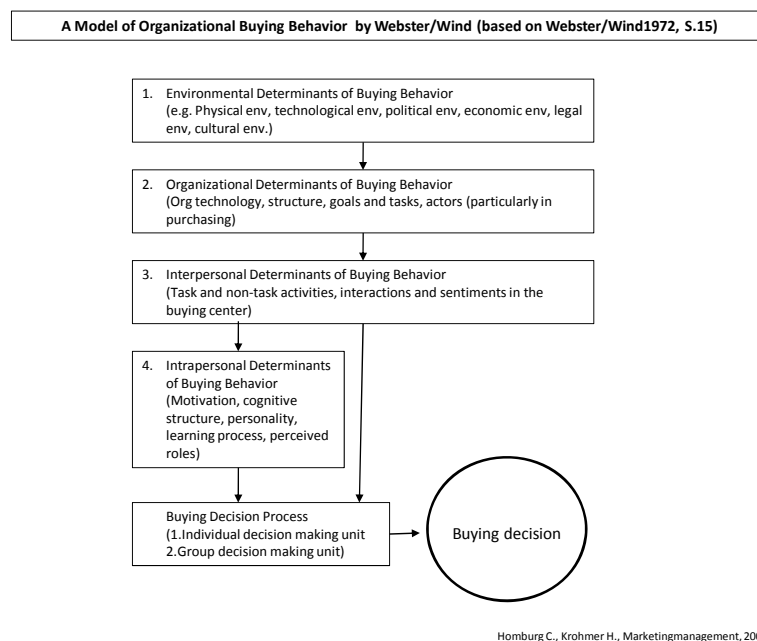 A Model of Organizational Buying Behavior by Webster/Wind (based on Webster/Wind1972, S.15)
1. Environmental Determinants of Buying Behavior
(e.g. Physical env, technological env, political env, economic env, legal
env, cultural env.)
2. Organizational Determinants of Buying Behavior
(Org technology, structure, goals and tasks, actors (particularly in
purchasing)
3. Interpersonal Determinants of Buying Behavior
(Task and non-task activities, interactions and sentiments in the
buying center)
4. Intrapersonal Determinants
of Buying Behavior
(Motivation, cognitive
structure, personality,
learning process, perceived
roles)
Buying Decision Process
(1.Individual decision making unit
2.Group decision making unit)
Buying decision
Homburg C., Krohmer H., Marketingmanagement,